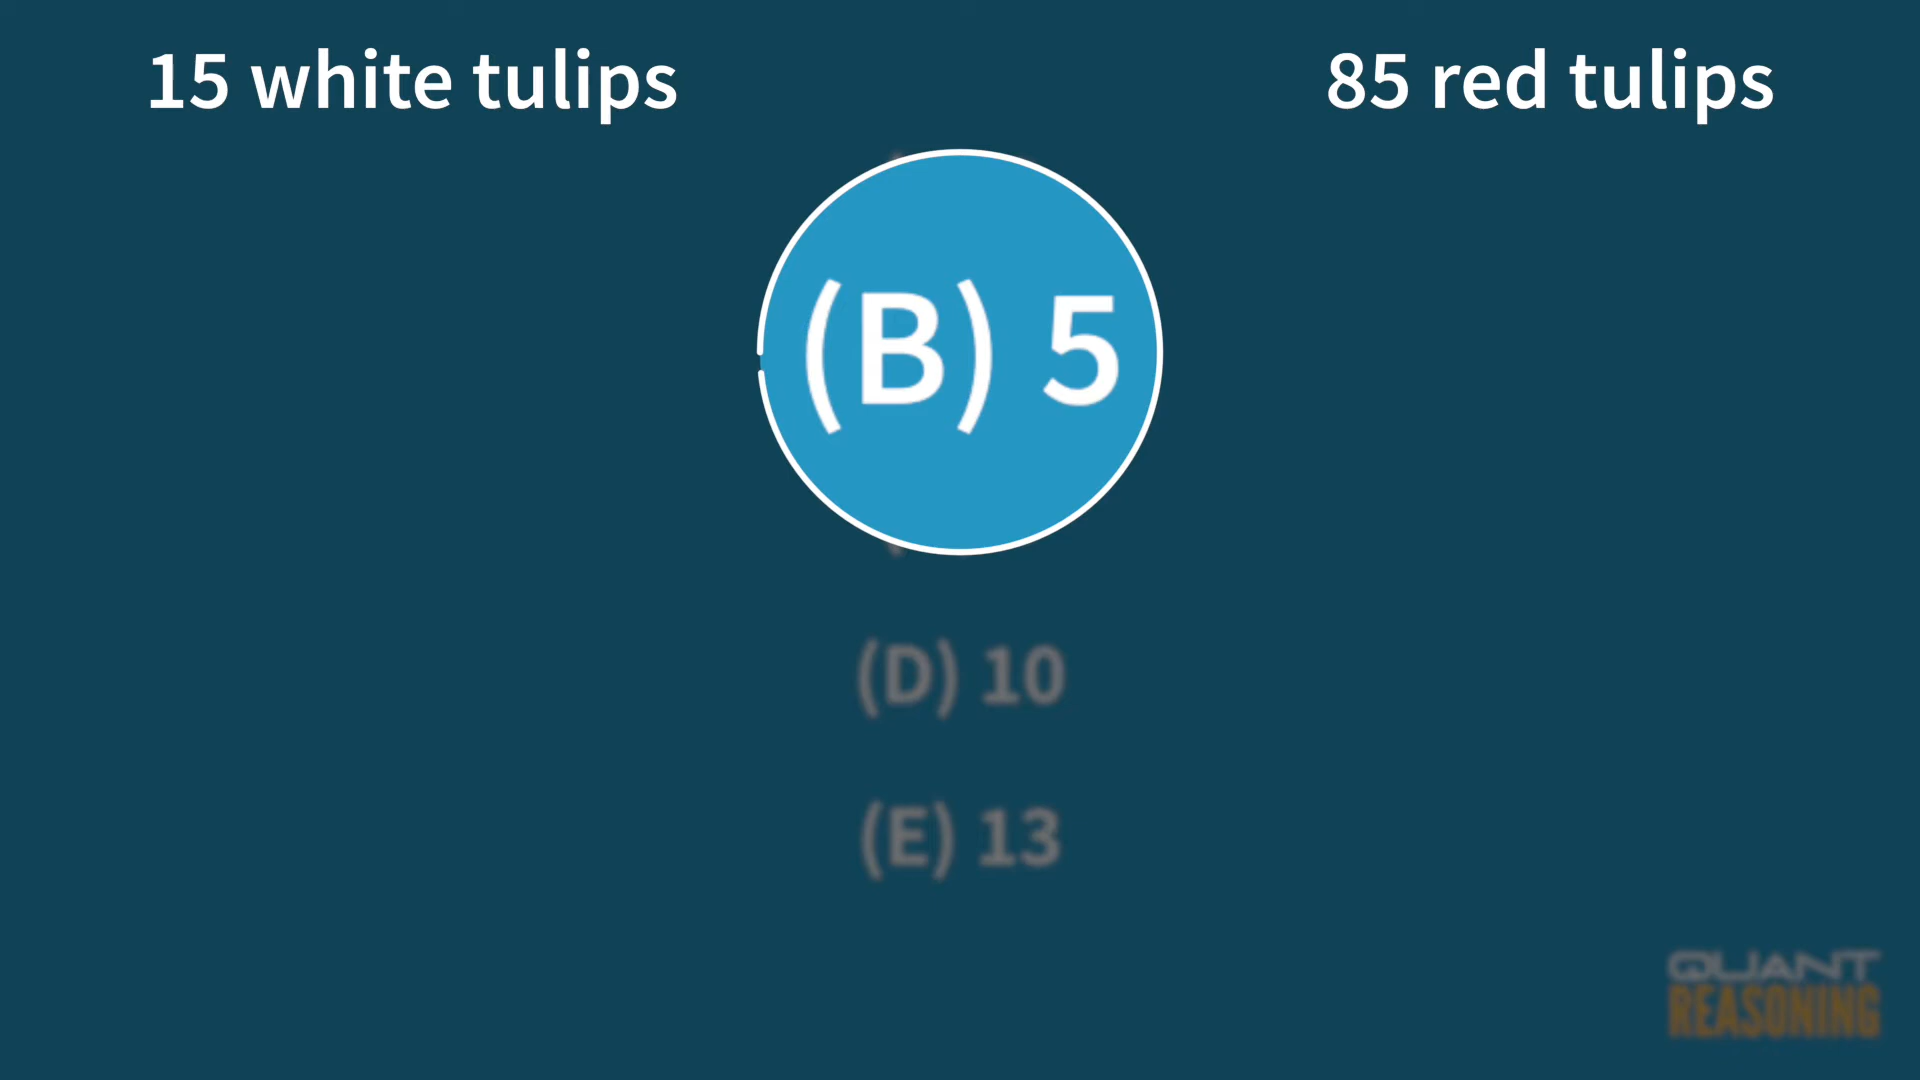 15 white tulips
85 red tulips
(B) 5
(D) 10
(E) 13
QUANT
REASONING